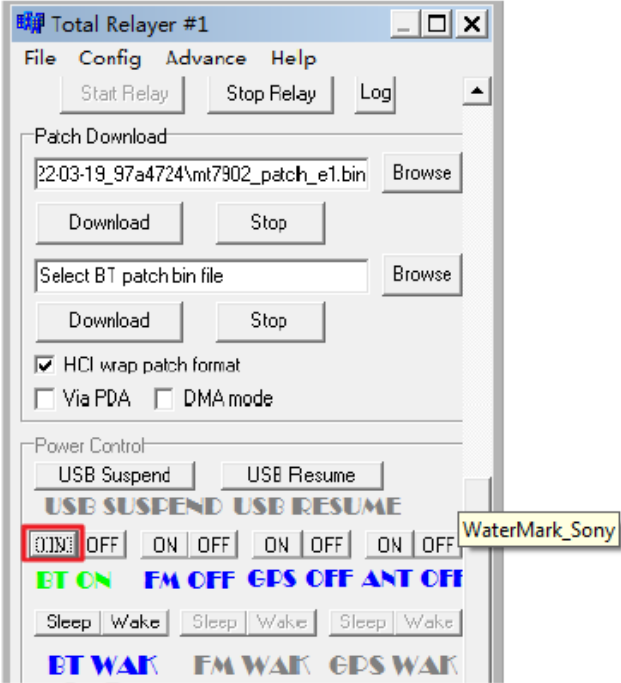 Total Relayer #1
File Config Advance Help
Start Relay Stop Relay Log
Patch Download
22-03-19_97a4724\mt7902_patch_e1.bin Browse
Download Stop
Select BT patch bin file Browse
Download Stop
HCI wrap patch format
Via PDA DMA mode
Power Control
USB Suspend USB Resume
USB SUSPEND USB RESUME
WaterMark_Sony
ON OFF ON OFF ON OFF ON OFF
BT ON FM OFF GPS OFF ANT OFF
Sleep Wake Sleep Wake Sleep Wake
BT WAK FM WAK GPS WAK